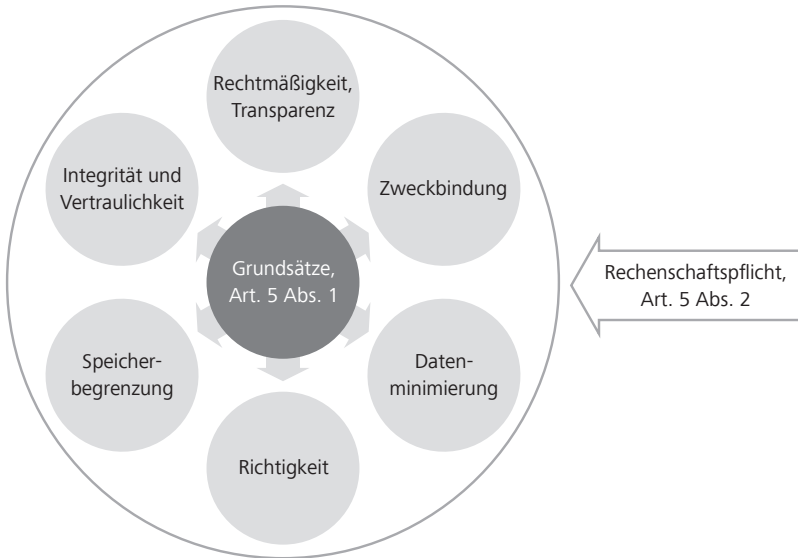 Rechtmäßigkeit,
Transparenz
Integrität und
Vertraulichkeit
Zweckbindung
Grundsätze,
Art. 5 Abs. 1
Rechenschaftspflicht,
Art. 5 Abs. 2
Speicher-
begrenzung
Daten-
minimierung
Richtigkeit